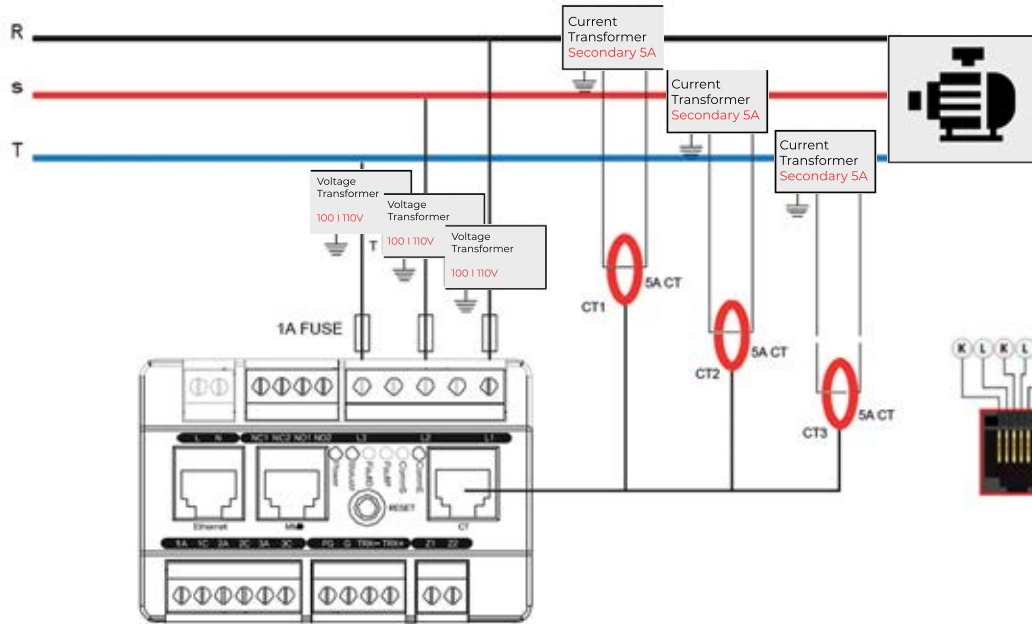 R
Current
Transformer
Secondary 5A
S
Current
Transformer
Secondary 5A
T
Current
Transformer
Secondary 5A
Voltage
Transformer
100 I 110V
Voltage
Transformer
100 I 110V
T
Voltage
Transformer
100 I 110V
5A CT
CT1
1A FUSE
5A CT
CT2
K L K L
5A CT
CT3
L N NC1 NC2 NO1 NO2 L3 L2 L1
Power
RESET
Ethernet
CT
1C 2A 2C 3A 3C FG G TRX- TRX+ Z1 Z2